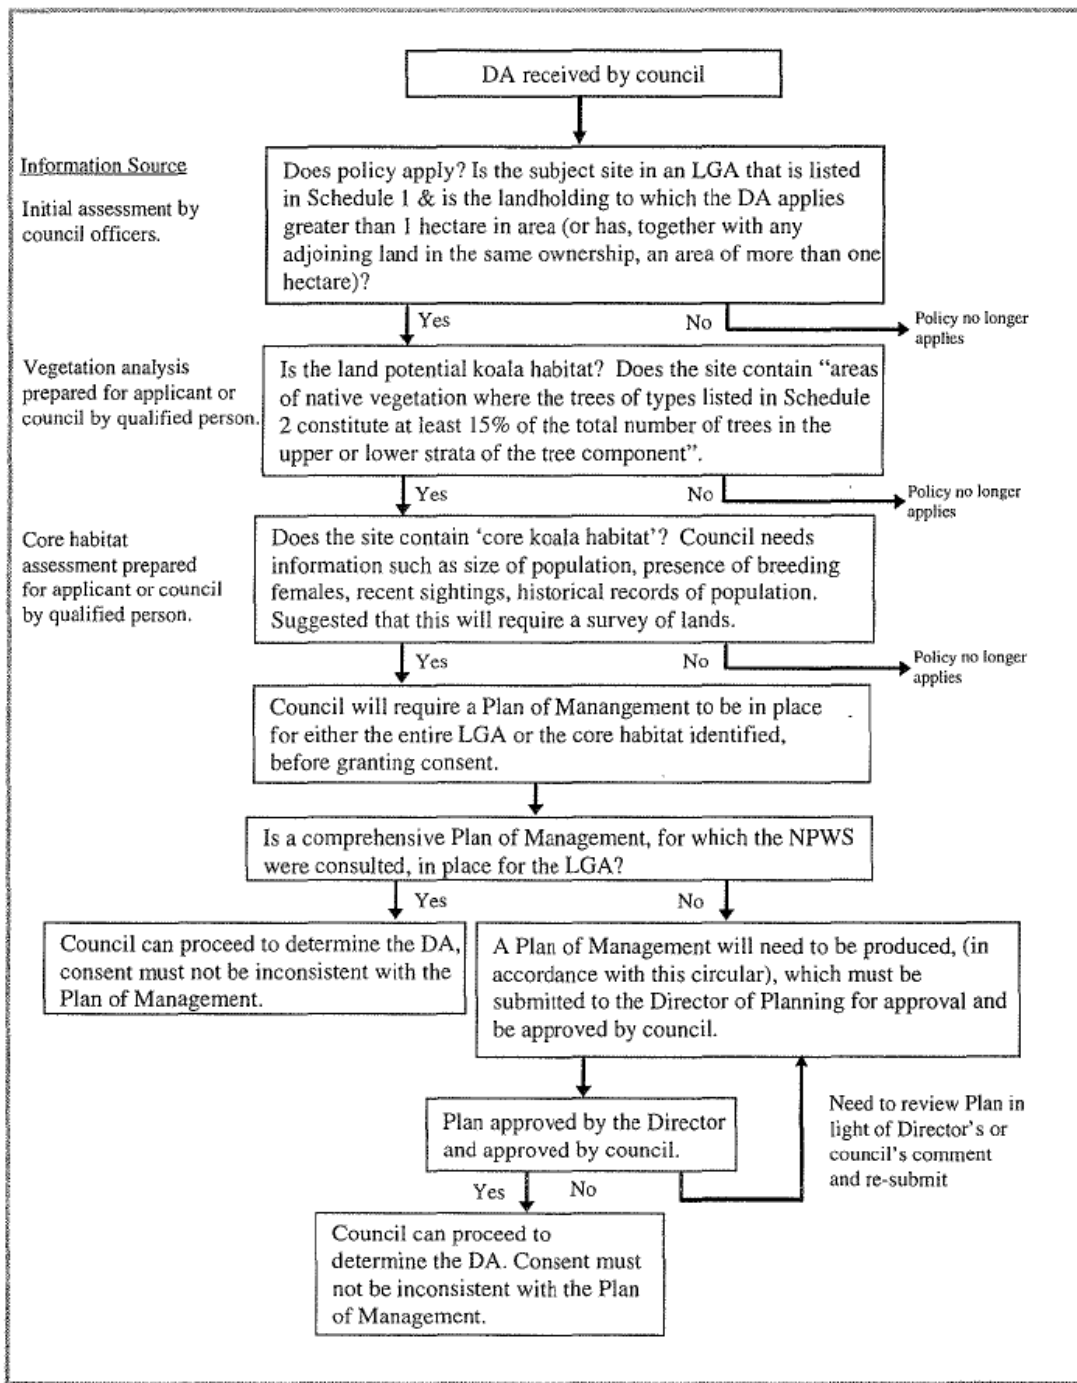 DA received by council
Information Source
Initial assessment by
council officers.
Does policy apply? Is the subject site in an LGA that is listed
in Schedule 1 & is the landholding to which the DA applies
greater than 1 hectare in area (or has, together with any
adjoining land in the same ownership, an area of more than one
hectare)?
Yes
No
Policy no longer
applies
Vegetation analysis
prepared for applicant or
council by qualified person.
Is the land potential koala habitat? Does the site contain “areas
of native vegetation where the trees of types listed in Schedule
2 constitute at least 15% of the total number of trees in the
upper or lower strata of the tree component”.
Yes
No
Policy no longer
applies
Core habitat
assessment prepared
for applicant or council
by qualified person.
Does the site contain ‘core koala habitat’? Council needs
information such as size of population, presence of breeding
females, recent sightings, historical records of population.
Suggested that this will require a survey of lands.
Yes
No
Policy no longer
applies
Council will require a Plan of Manangement to be in place
for either the entire LGA or the core habitat identified,
before granting consent.
Is a comprehensive Plan of Management, for which the NPWS
were consulted, in place for the LGA?
Yes
No
Council can proceed to determine the DA,
consent must not be inconsistent with the
Plan of Management.
A Plan of Management will need to be produced, (in
accordance with this circular), which must be
submitted to the Director of Planning for approval and
be approved by council.
Plan approved by the Director
and approved by council.
Need to review Plan in
light of Director’s or
council’s comment
and re-submit
Yes
No
Council can proceed to
determine the DA. Consent must
not be inconsistent with the Plan
of Management.